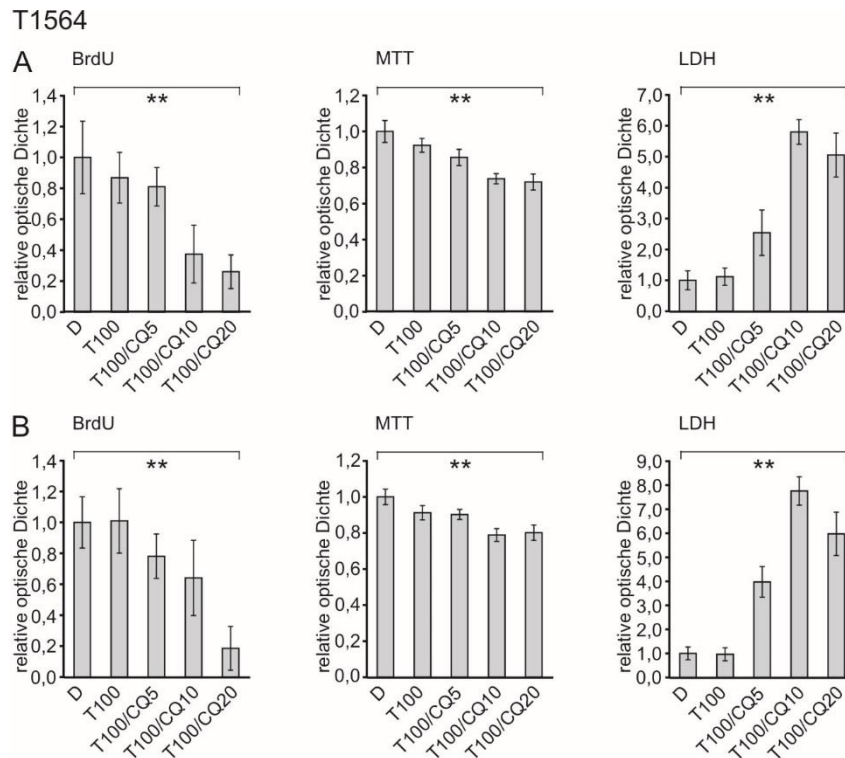 T1564
A
BrdU
MTT
LDH
**
**
**
relative optische Dichte
1,4
1,2
1,0
0,8
0,6
0,4
0,2
0,0
D
T100
T100/CQ5
T100/CQ10
T100/CQ20
relative optische Dichte
1,2
1,0
0,8
0,6
0,4
0,2
0,0
D
T100
T100/CQ5
T100/CQ10
T100/CQ20
relative optische Dichte
7,0
6,0
5,0
4,0
3,0
2,0
1,0
0,0
D
T100
T100/CQ5
T100/CQ10
T100/CQ20
B
BrdU
MTT
LDH
**
**
**
relative optische Dichte
1,4
1,2
1,0
0,8
0,6
0,4
0,2
0,0
D
T100
T100/CQ5
T100/CQ10
T100/CQ20
relative optische Dichte
1,2
1,0
0,8
0,6
0,4
0,2
0,0
D
T100
T100/CQ5
T100/CQ10
T100/CQ20
relative optische Dichte
9,0
8,0
7,0
6,0
5,0
4,0
3,0
2,0
1,0
0,0
D
T100
T100/CQ5
T100/CQ10
T100/CQ20